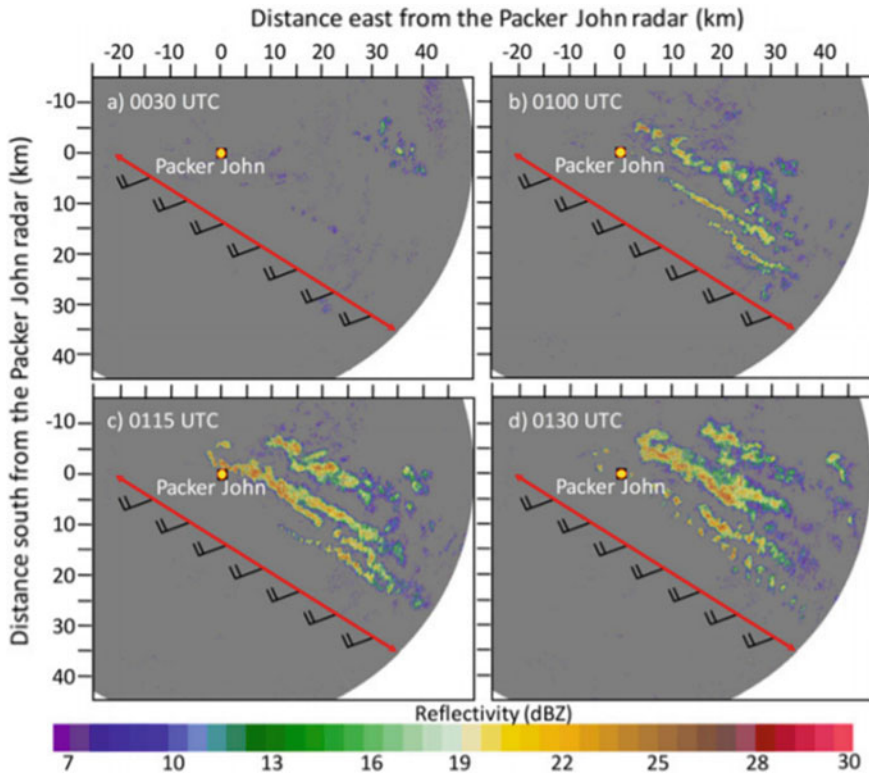 Distance east from the Packer John radar (km)
-20 -10 0 10 20 30 40 -20 -10 0 10 20 30 40
Distance south from the Packer John radar (km)
-10
0
10
20
30
40
a) 0030 UTC
Packer John
b) 0100 UTC
Packer John
-10
0
10
20
30
40
c) 0115 UTC
Packer John
d) 0130 UTC
Packer John
Reflectivity (dBZ)
7 10 13 16 19 22 25 28 30